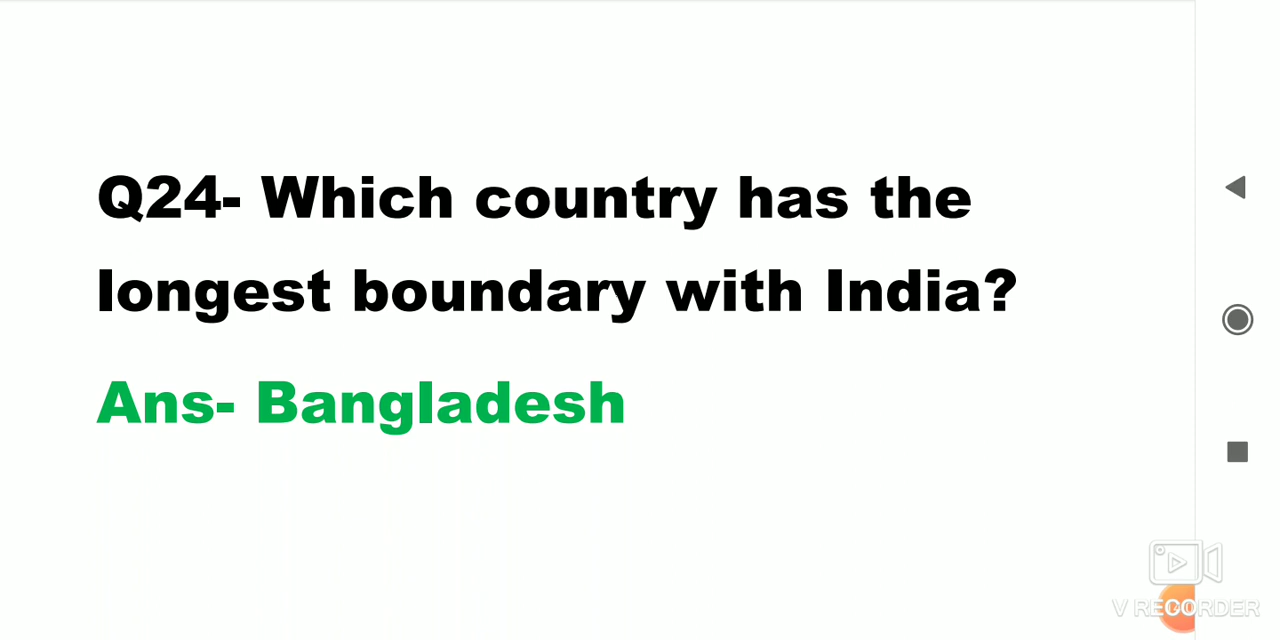 Q24- Which country has the
longest boundary with India?
Ans- Bangladesh
V RECORDER